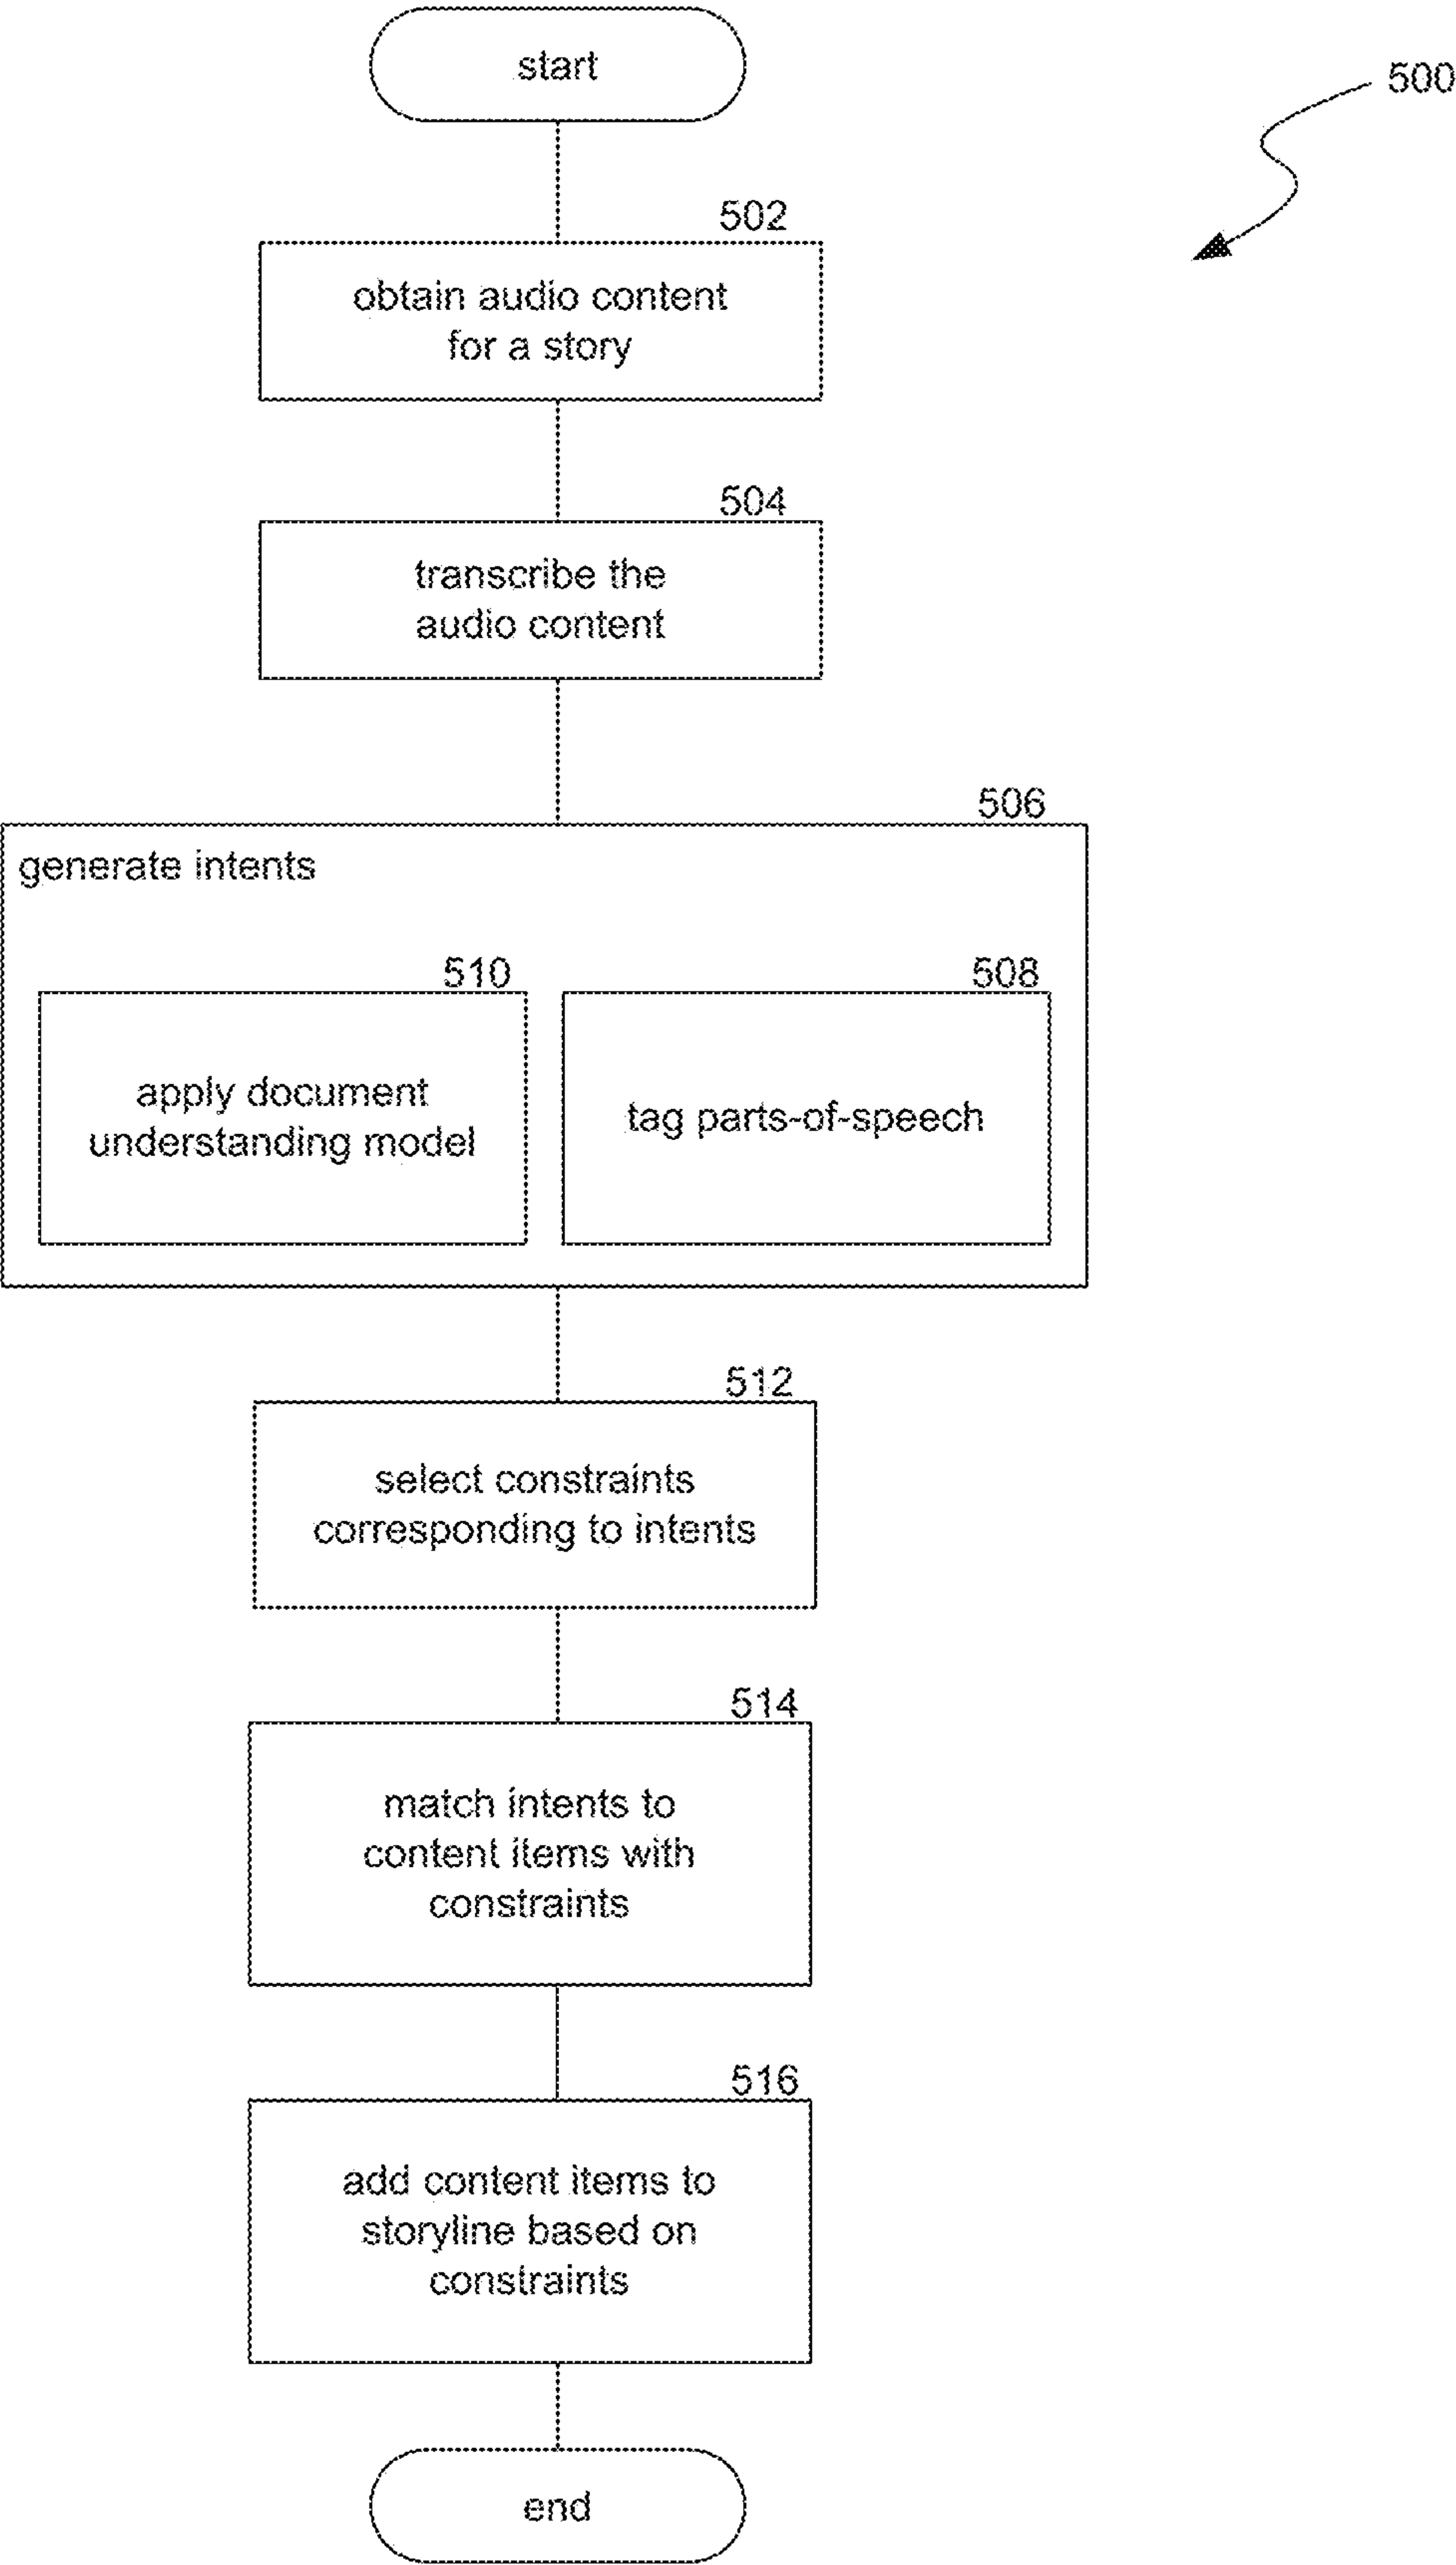 start
500
502
obtain audio content
for a story
504
transcribe the
audio content
506
generate intents
510
apply document
understanding model
508
tag parts-of-speech
512
select constraints
corresponding to intents
514
match intents to
content items with
constraints
516
add content items to
storyline based on
constraints
end